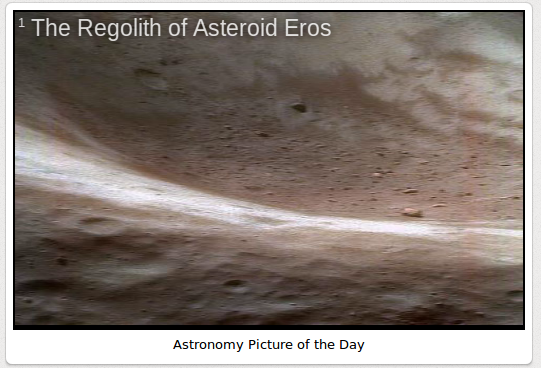 1 The Regolith of Asteroid Eros
Astronomy Picture of the Day